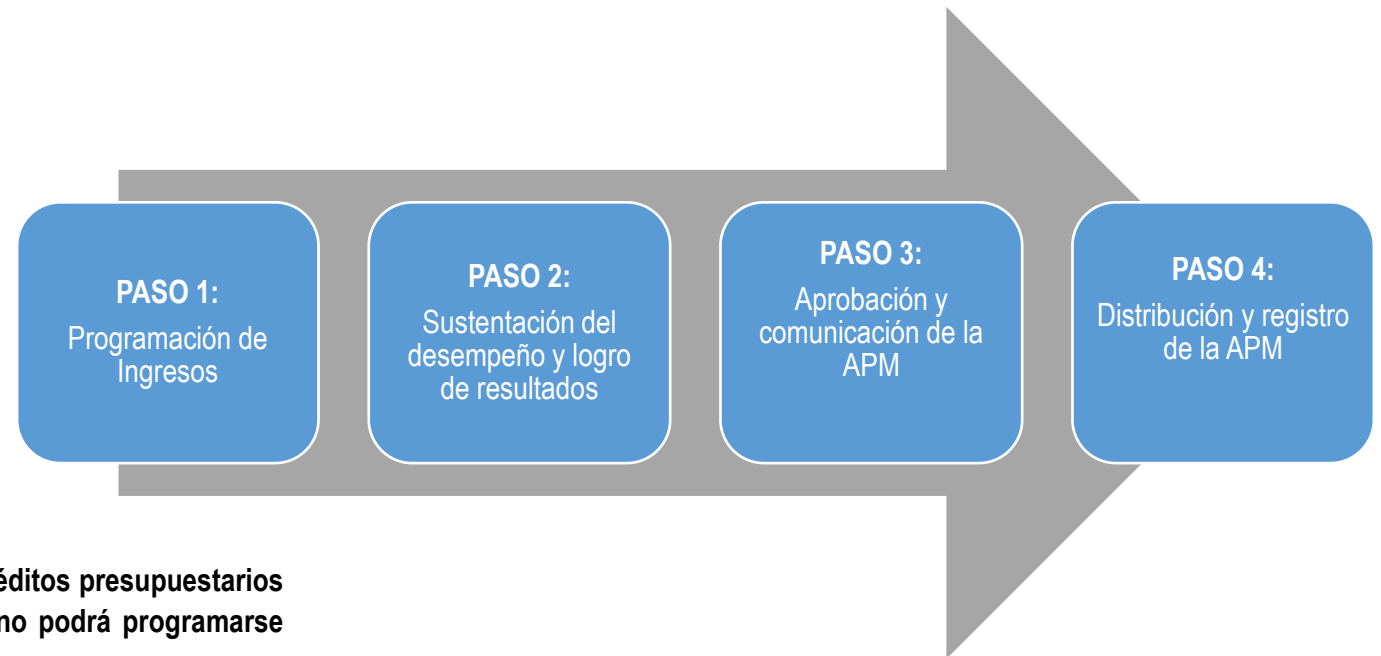 PASO 1:
Programación de
Ingresos
PASO 2:
Sustentación del
desempeño y logro
de resultados
PASO 3:
Aprobación y
comunicación de la
APM
PASO 4:
Distribución y registro
de la APM
éditos presupuestarios
no podrá programarse